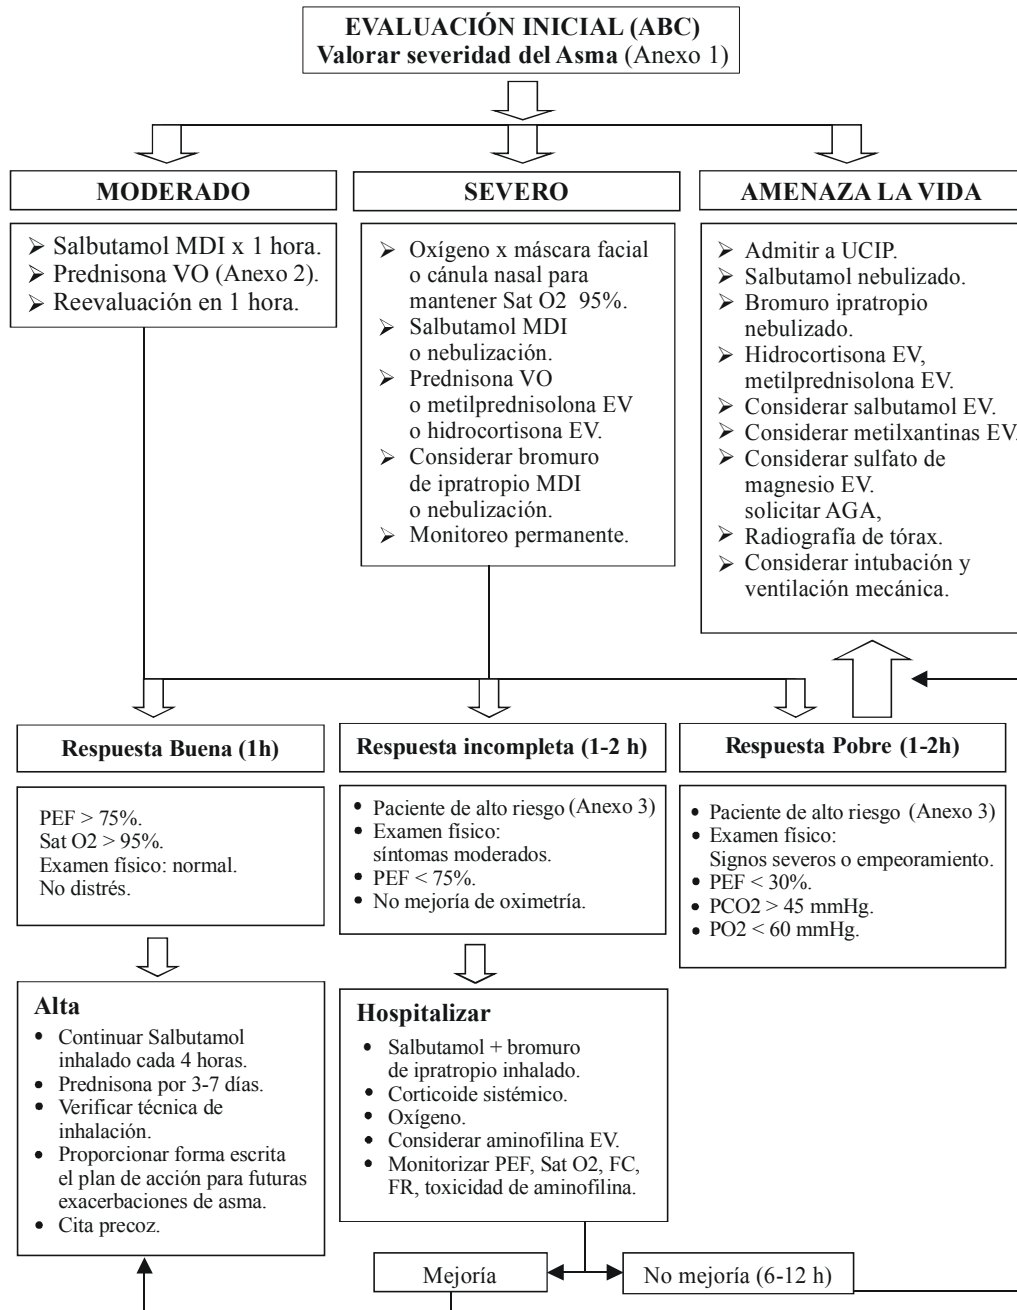 EVALUACIÓN INICIAL (ABC)
Valorar severidad del Asma (Anexo 1)
MODERADO
➢ Salbutamol MDI x 1 hora.
➢ Prednisona VO (Anexo 2).
➢ Reevaluación en 1 hora.
SEVERO
➢ Oxígeno x máscara facial
o cánula nasal para
mantener Sat O2 95%.
➢ Salbutamol MDI
o nebulización.
➢ Prednisona VO
o metilprednisolona EV
o hidrocortisona EV.
➢ Considerar bromuro
de ipratropio MDI
o nebulización.
➢ Monitoreo permanente.
AMENAZA LA VIDA
➢ Admitir a UCIP.
➢ Salbutamol nebulizado.
➢ Bromuro ipratropio
nebulizado.
➢ Hidrocortisona EV,
metilprednisolona EV.
➢ Considerar salbutamol EV.
➢ Considerar metilxantinas EV.
➢ Considerar sulfato de
magnesio EV.
solicitar AGA,
➢ Radiografía de tórax.
➢ Considerar intubación y
ventilación mecánica.
Respuesta Buena (1h)
PEF > 75%.
Sat O2 > 95%.
Examen físico: normal.
No distrés.
Respuesta incompleta (1-2 h)
• Paciente de alto riesgo (Anexo 3)
• Examen físico:
síntomas moderados.
• PEF < 75%.
• No mejoría de oximetría.
Respuesta Pobre (1-2h)
• Paciente de alto riesgo (Anexo 3)
• Examen físico:
Signos severos o empeoramiento.
• PEF < 30%.
• PCO2 > 45 mmHg.
• PO2 < 60 mmHg.
Alta
• Continuar Salbutamol
inhalado cada 4 horas.
• Prednisona por 3-7 días.
• Verificar técnica de
inhalación.
• Proporcionar forma escrita
el plan de acción para futuras
exacerbaciones de asma.
• Cita precoz.
Hospitalizar
• Salbutamol + bromuro
de ipratropio inhalado.
• Corticoide sistémico.
• Oxígeno.
• Considerar aminofilina EV.
• Monitorizar PEF, Sat O2, FC,
FR, toxicidad de aminofilina.
Mejoría
No mejoría (6-12 h)